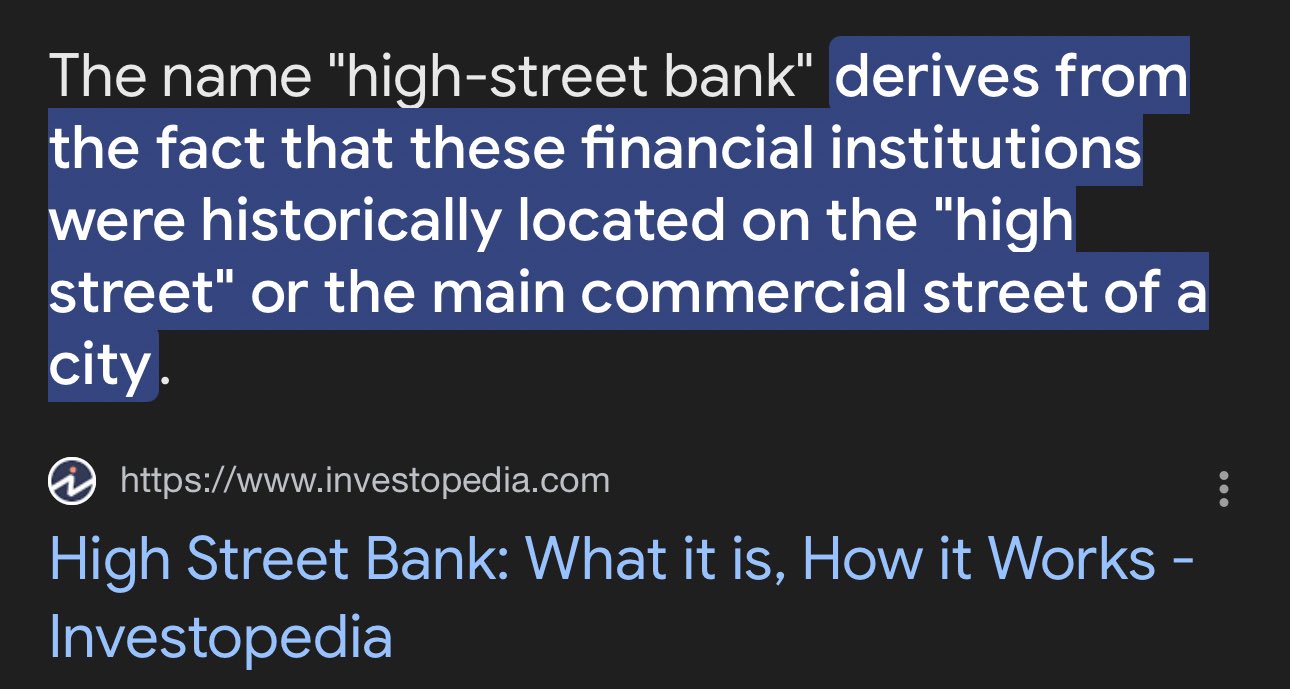 The name "high-street bank" derives from
the fact that these financial institutions
were historically located on the "high
street" or the main commercial street of a
city.
https://www.investopedia.com
High Street Bank: What it is, How it Works -
Investopedia